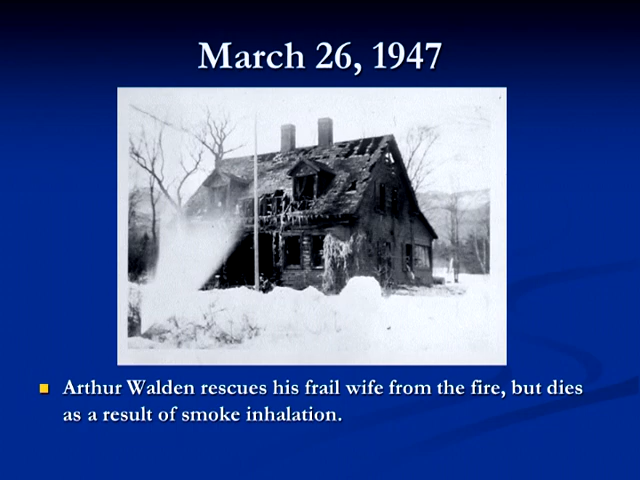 March 26, 1947
Arthur Walden rescues his frail wife from the fire, but dies
as a result of smoke inhalation.